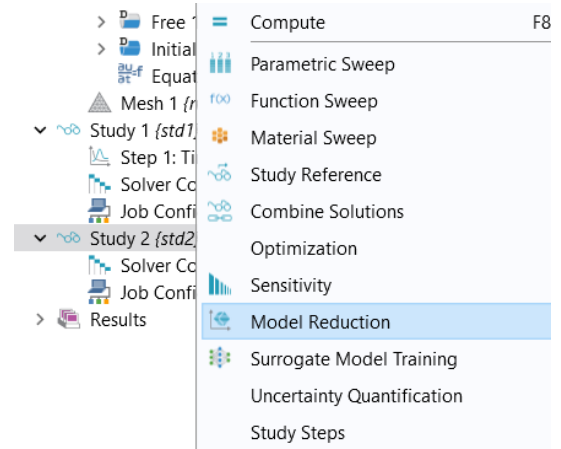 Free
Compute F8
Initial
Equat
Parametric Sweep
Mesh 1
Function Sweep
Study 1 {std1
Material Sweep
Step 1: Ti
Study Reference
Solver Co
Job Confi
Combine Solutions
Study 2 {std2
Optimization
Solver Co
Sensitivity
Job Confi
Results
Model Reduction
Surrogate Model Training
Uncertainty Quantification
Study Steps